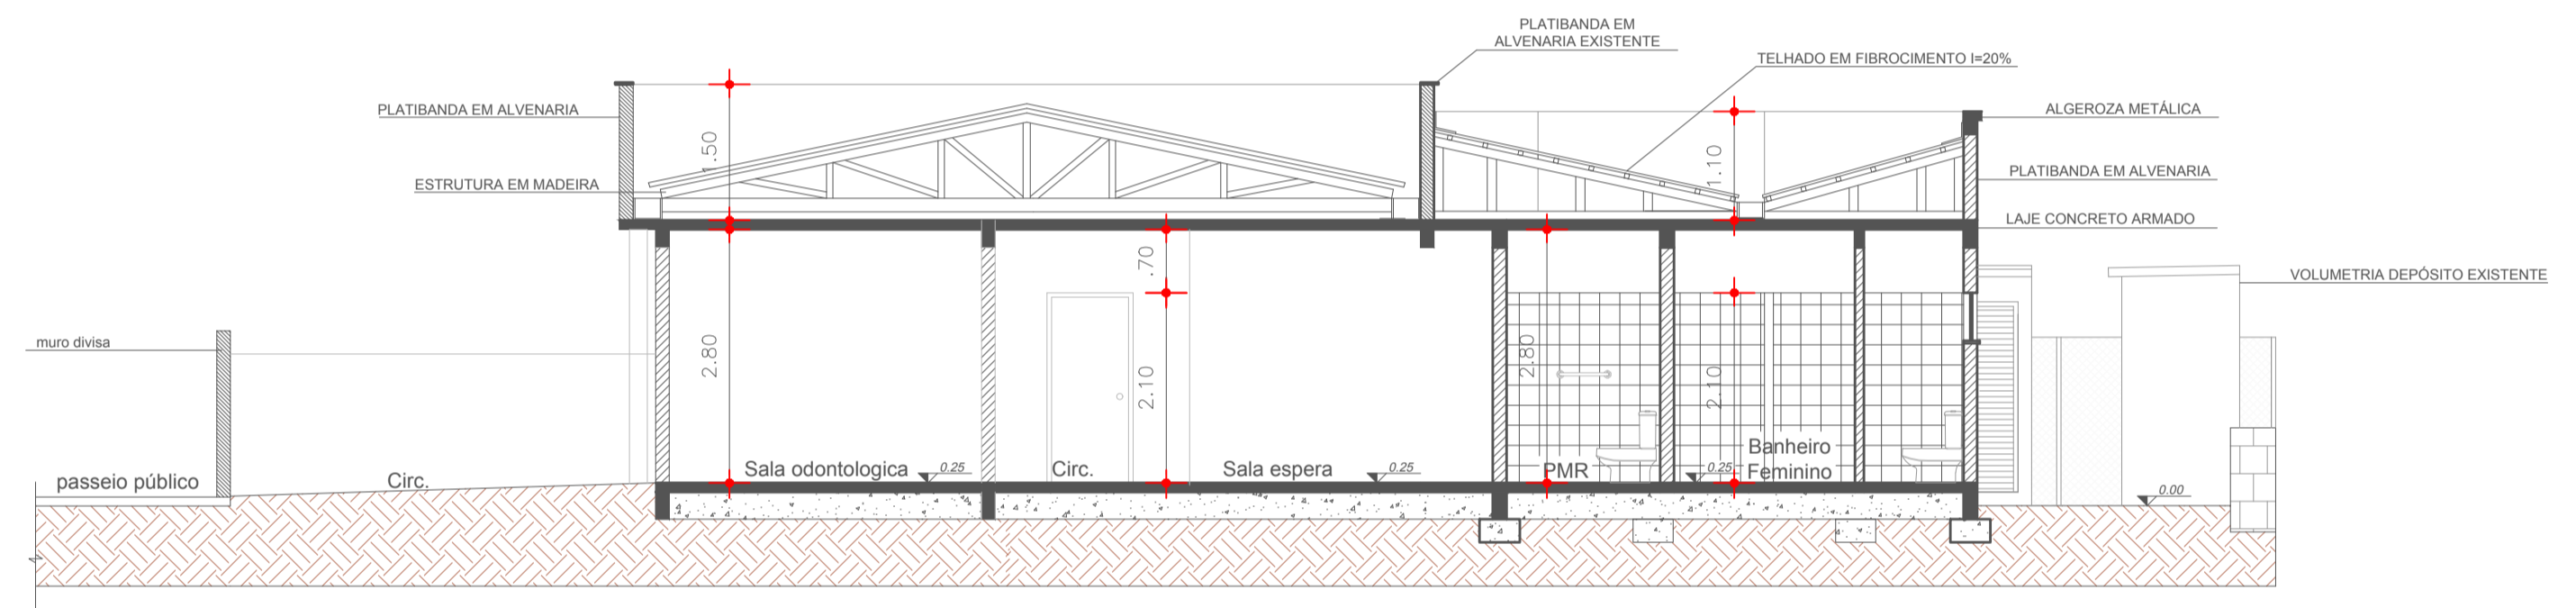 PLATIBANDA EM
ALVENARIA EXISTENTE
TELHADO EM FIBROCIMENTO I=20%
PLATIBANDA EM ALVENARIA
ALGEROZA METÁLICA
1.50
1.10
ESTRUTURA EM MADEIRA
PLATIBANDA EM ALVENARIA
LAJE CONCRETO ARMADO
.70
VOLUMETRIA DEPÓSITO EXISTENTE
muro divisa
2.80
2.10
2.80
2.10
passeio público
Circ.
Sala odontologica
0.25
Circ.
Sala espera
0.25
PMR
0.25
Banheiro
Feminino
0.00